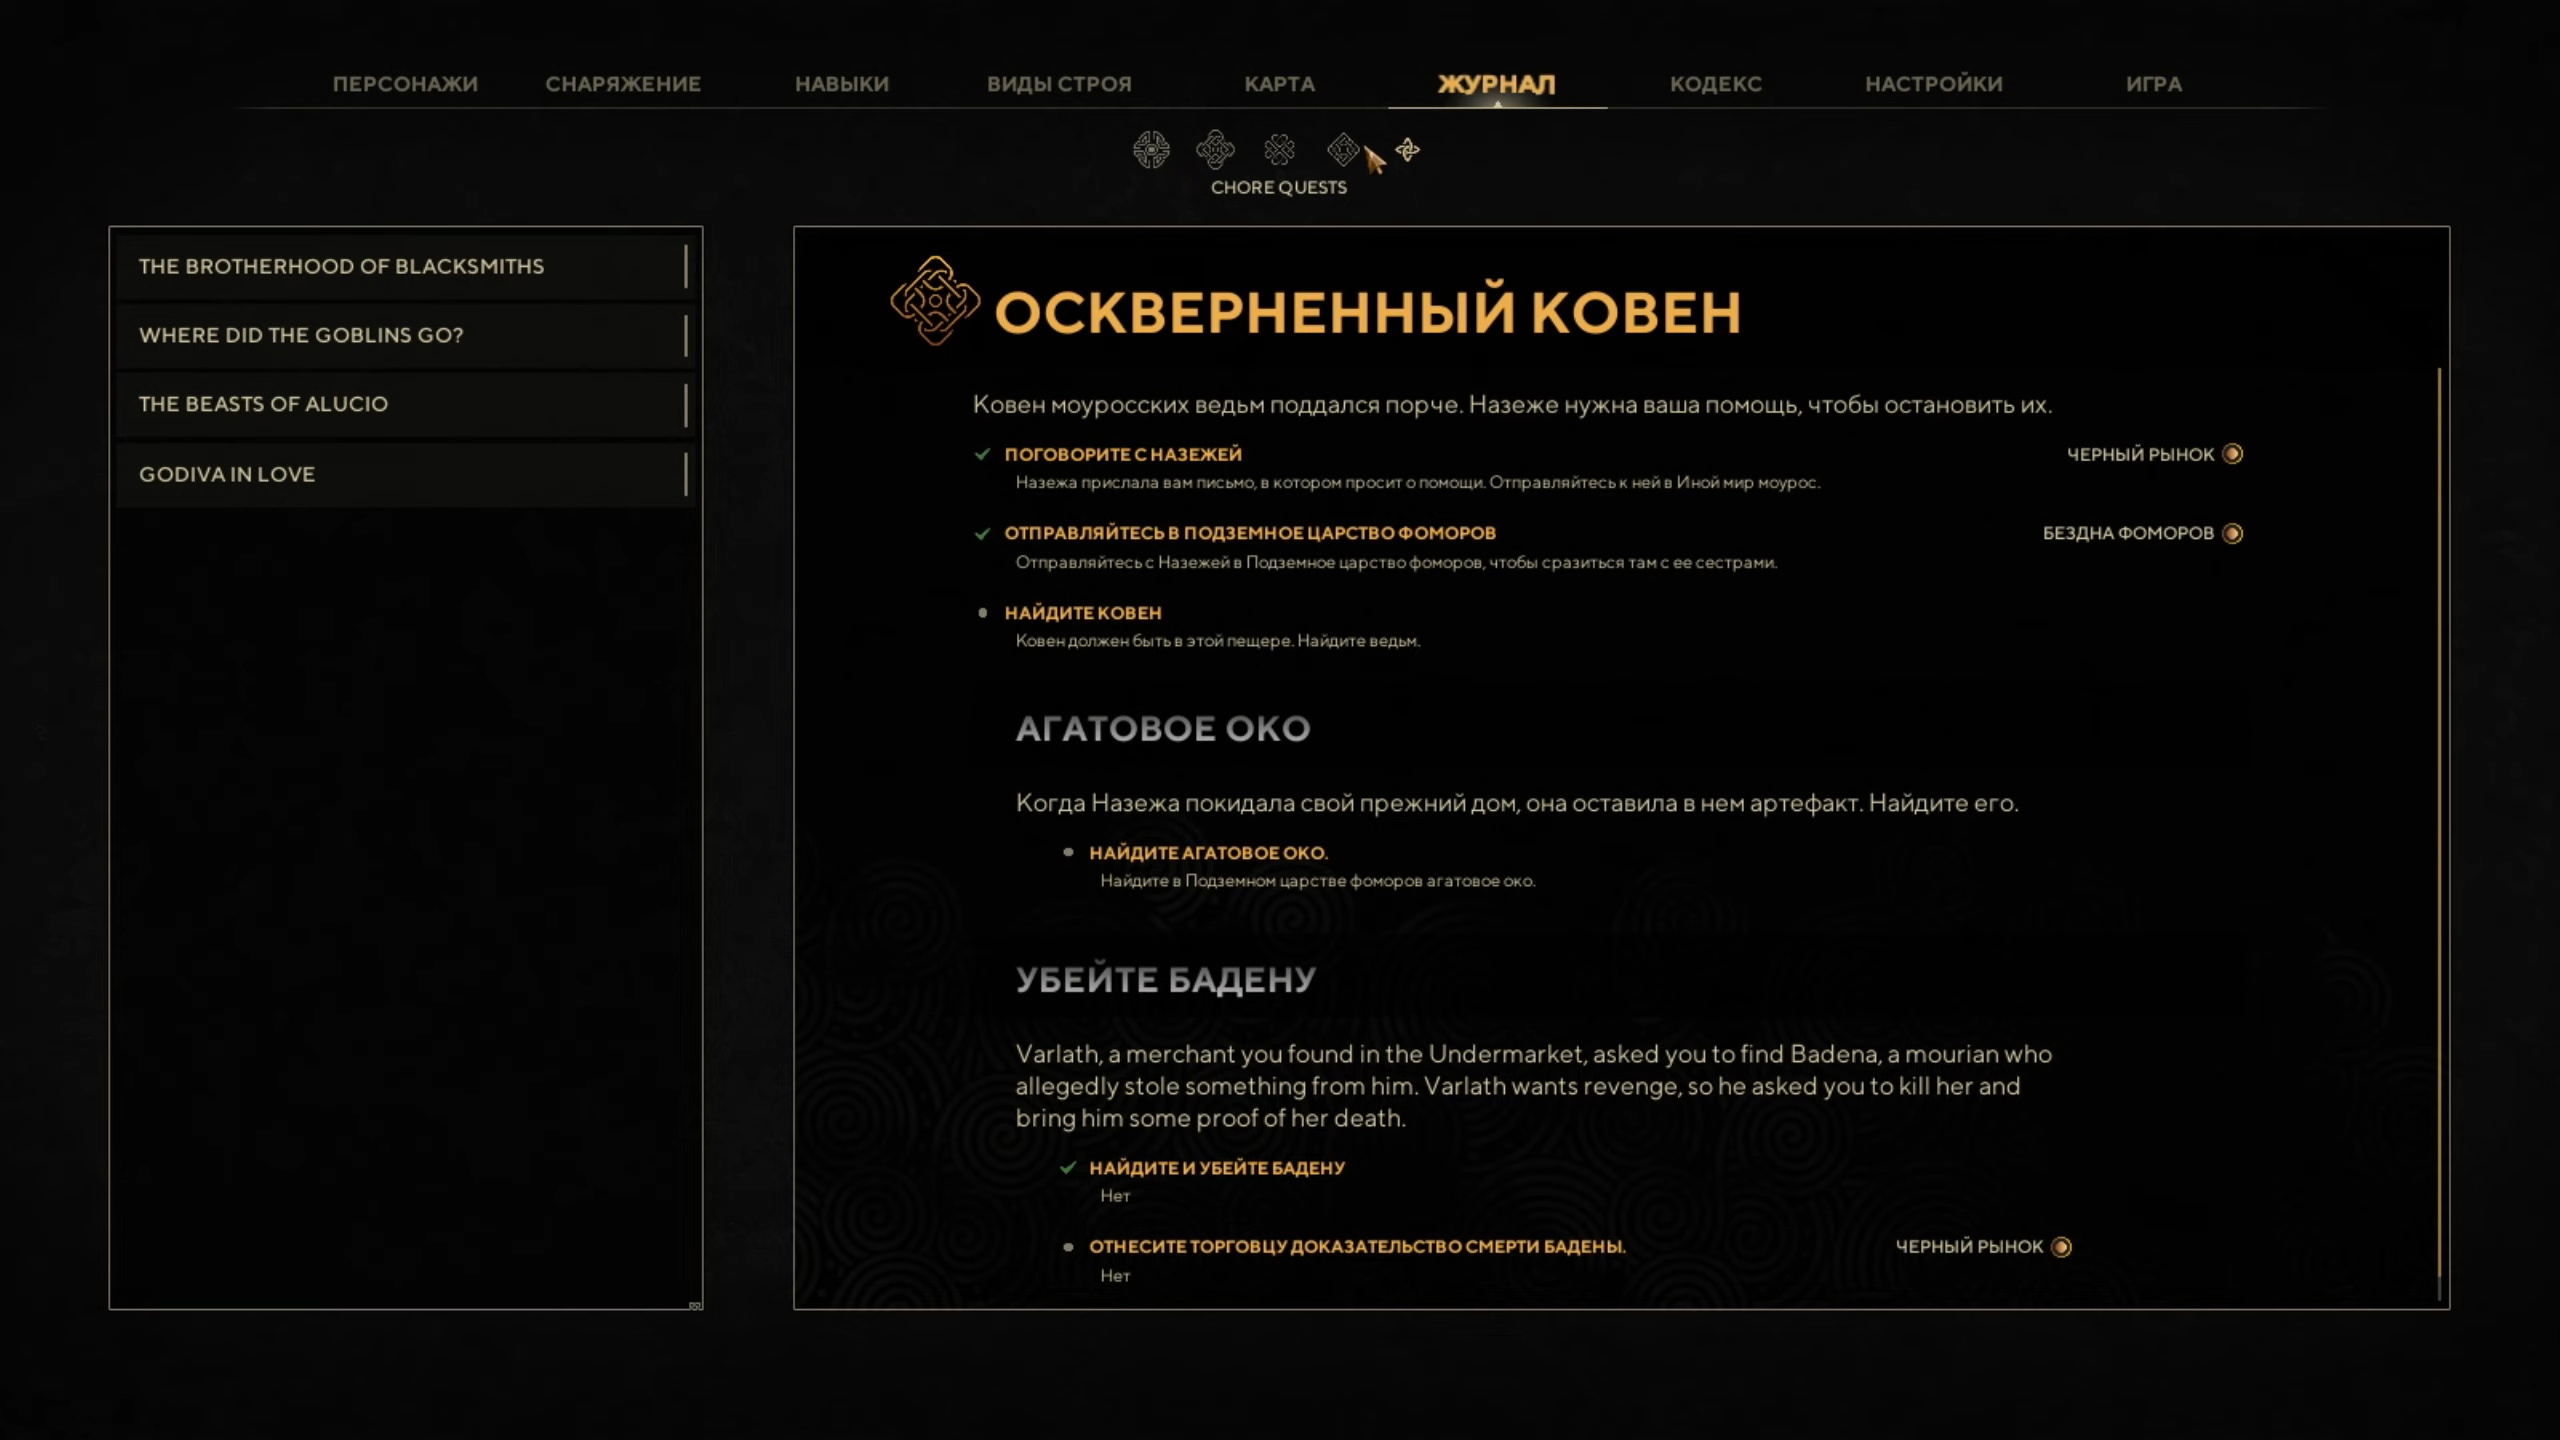 ПЕРСОНАЖИ СНАРЯЖЕНИЕ НАВЫКИ ВИДЫ СТРОЯ КАРТА ЖУРНАЛ КОДЕКС НАСТРОЙКИ ИГРА
CHORE QUESTS
THE BROTHERHOOD OF BLACKSMITHS
WHERE DID THE GOBLINS GO?
THE BEASTS OF ALUCIO
GODIVA IN LOVE
ОСКВЕРНЕННЫЙ КОВЕН
Ковен моуросских ведьм поддался порче. Назеже нужна ваша помощь, чтобы остановить их.
ПОГОВОРИТЕ С НАЗЕЖЕЙ ЧЕРНЫЙ РЫНОК
Назежа прислала вам письмо, в котором просит о помощи. Отправляйтесь к ней в Иной мир моурос.
ОТПРАВЛЯЙТЕСЬ В ПОДЗЕМНОЕ ЦАРСТВО ФОМОРОВ БЕЗДНА ФОМОРОВ
Отправляйтесь с Назежей в Подземное царство фоморов, чтобы сразиться там с ее сестрами.
НАЙДИТЕ КОВЕН
Ковен должен быть в этой пещере. Найдите ведьм.
АГАТОВОЕ ОКО
Когда Назежа покидала свой прежний дом, она оставила в нем артефакт. Найдите его.
НАЙДИТЕ АГАТОВОЕ ОКО.
Найдите в Подземном царстве фоморов агатовое око.
УБЕЙТЕ БАДЕНУ
Varlath, a merchant you found in the Undermarket, asked you to find Badena, a mourian who
allegedly stole something from him. Varlath wants revenge, so he asked you to kill her and
bring him some proof of her death.
НАЙДИТЕ И УБЕЙТЕ БАДЕНУ
Нет
ОТНЕСИТЕ ТОРГОВЦУ ДОКАЗАТЕЛЬСТВО СМЕРТИ БАДЕНЫ. ЧЕРНЫЙ РЫНОК
Нет